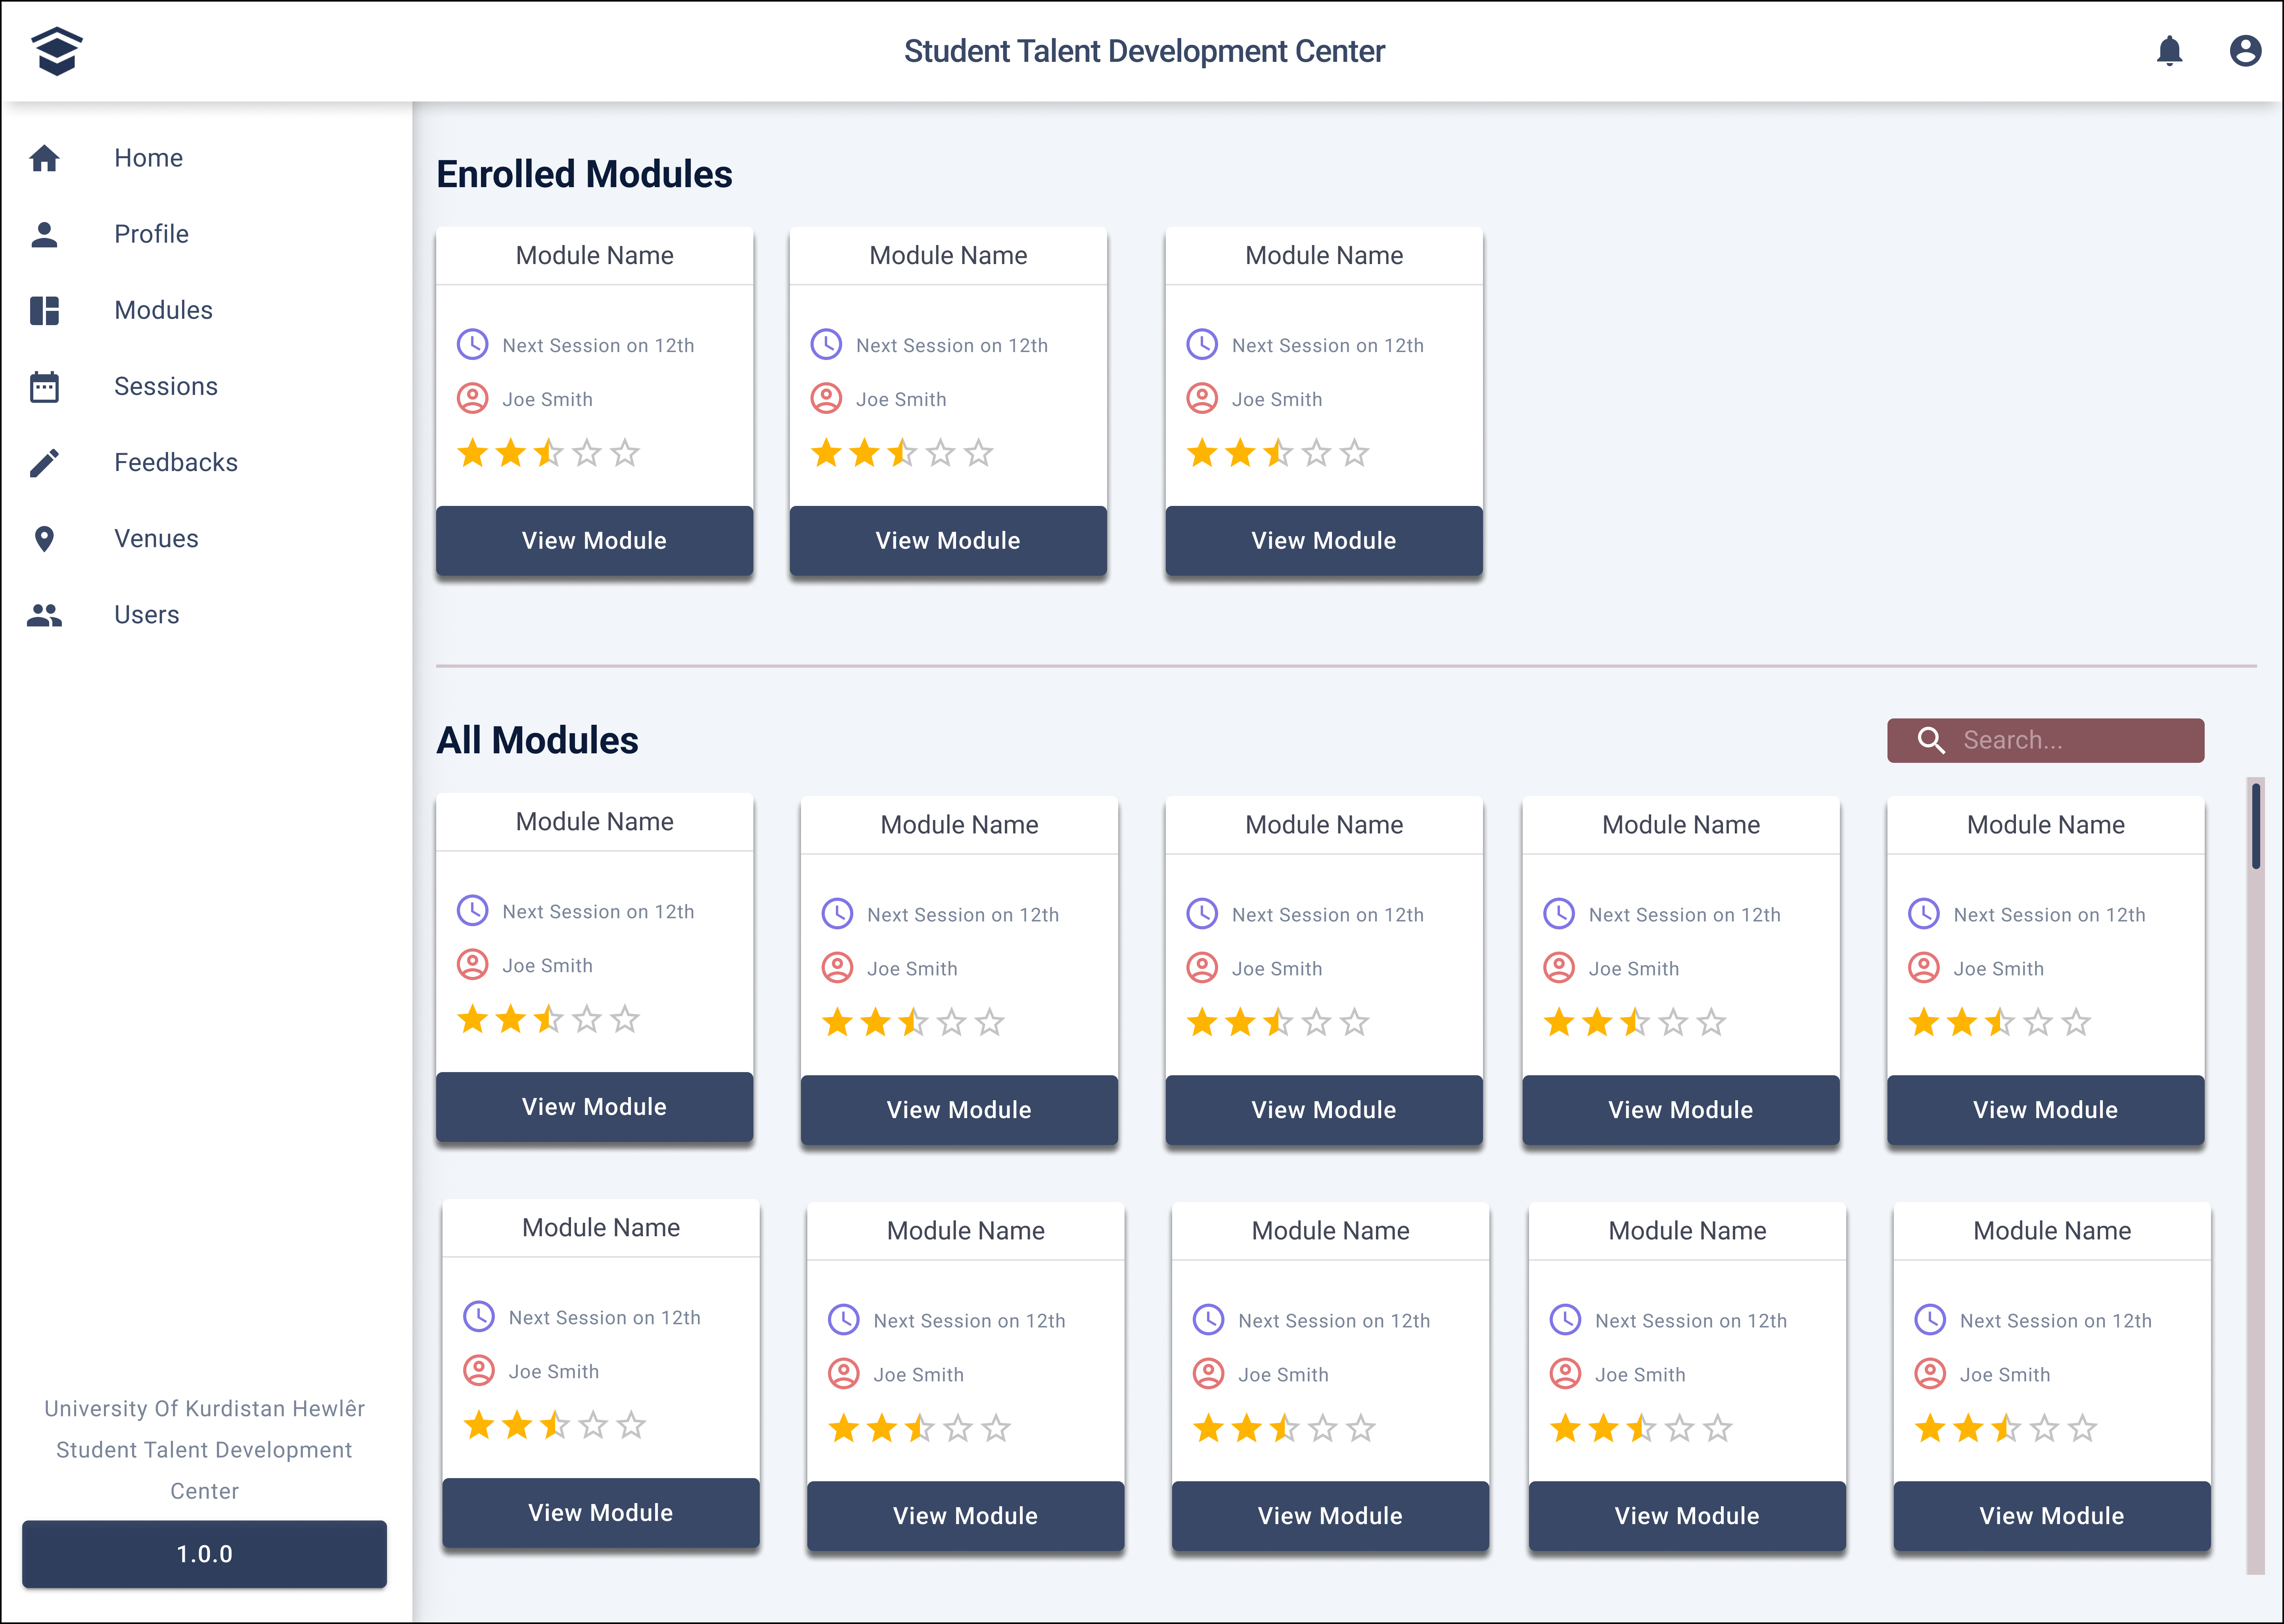 Student Talent Development Center
Home
Profile
Modules
Sessions
Feedbacks
Venues
Users
University Of Kurdistan Hewlêr
Student Talent Development
Center
1.0.0
Enrolled Modules
Module Name
Next Session on 12th
Joe Smith
View Module
Module Name
Next Session on 12th
Joe Smith
View Module
Module Name
Next Session on 12th
Joe Smith
View Module
All Modules
Search...
Module Name
Next Session on 12th
Joe Smith
View Module
Module Name
Next Session on 12th
Joe Smith
View Module
Module Name
Next Session on 12th
Joe Smith
View Module
Module Name
Next Session on 12th
Joe Smith
View Module
Module Name
Next Session on 12th
Joe Smith
View Module
Module Name
Next Session on 12th
Joe Smith
View Module
Module Name
Next Session on 12th
Joe Smith
View Module
Module Name
Next Session on 12th
Joe Smith
View Module
Module Name
Next Session on 12th
Joe Smith
View Module
Module Name
Next Session on 12th
Joe Smith
View Module